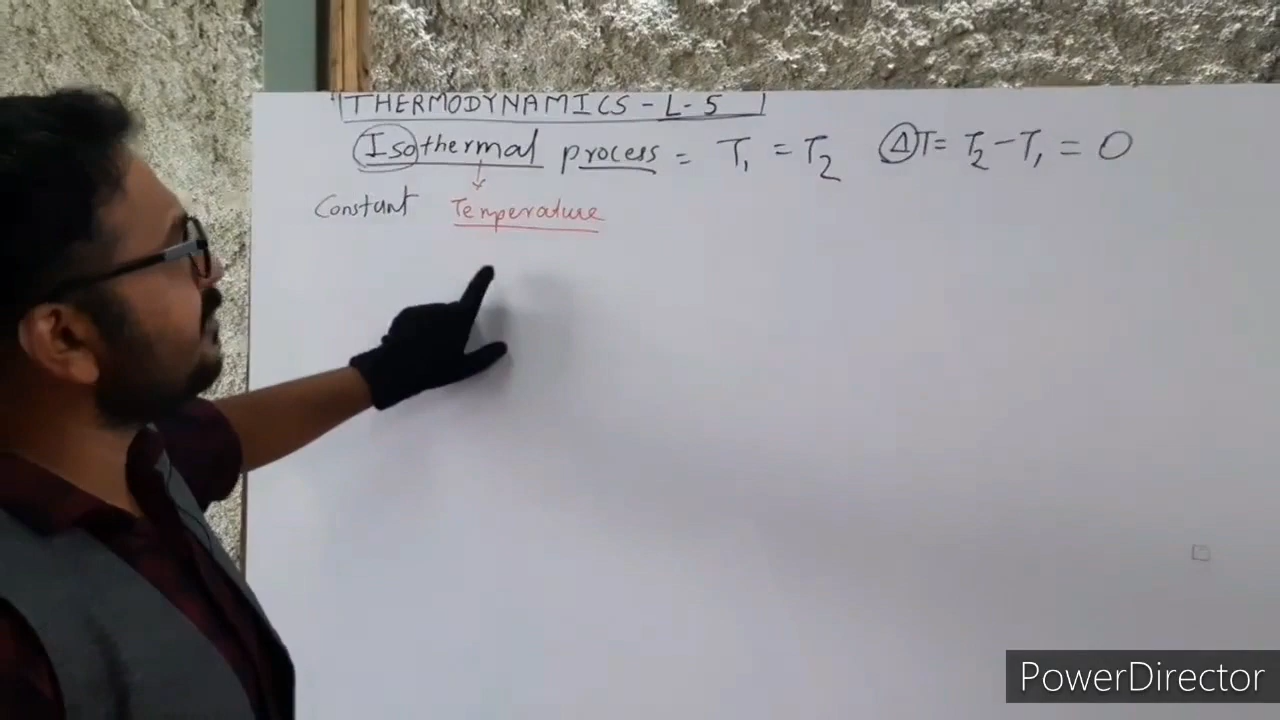 THERMODYNAMICS - L-5
Isothermal process = T₁ = T₂ ΔT = T₂ - T₁ = 0
Constant Temperature
PowerDirector